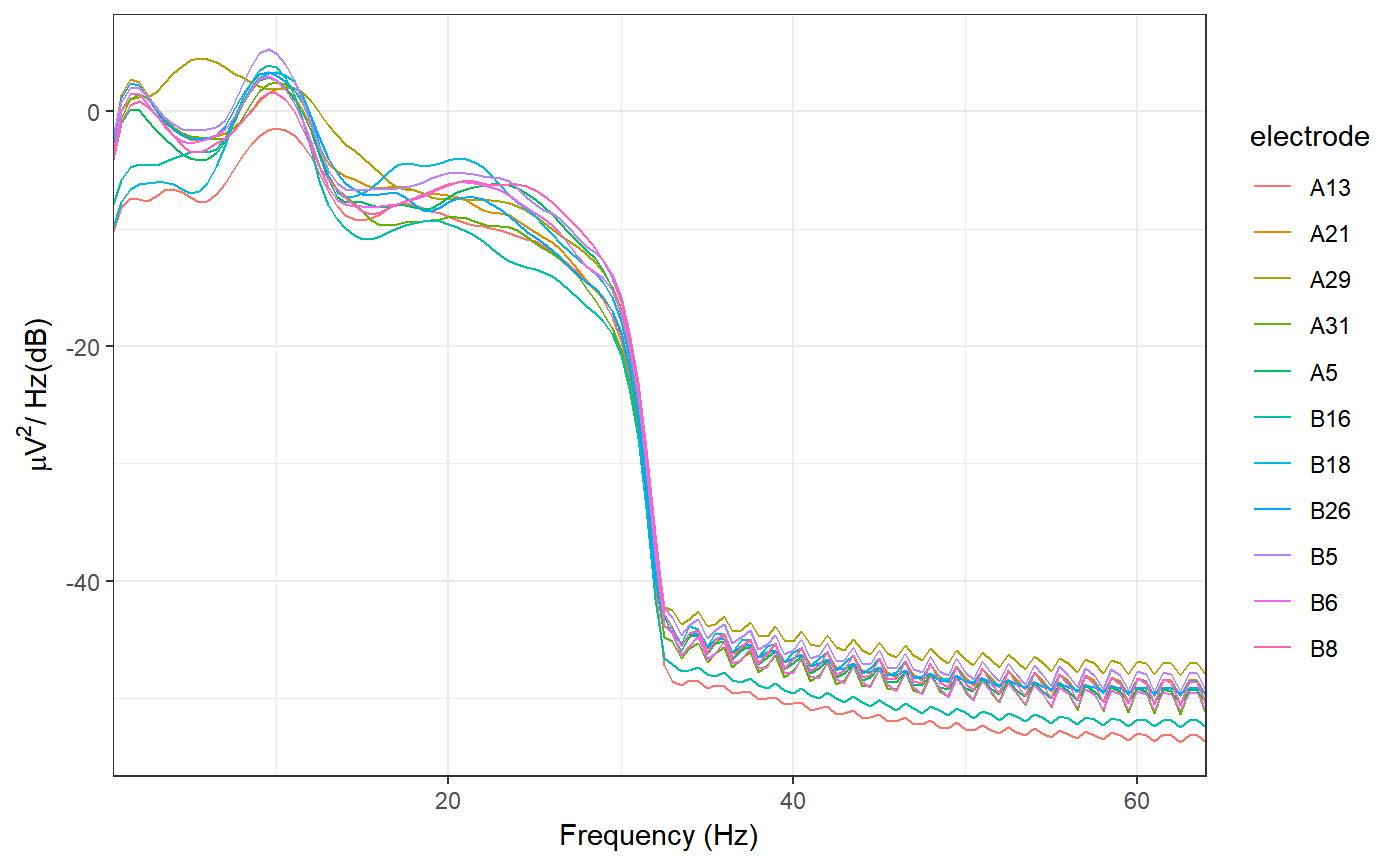 0
-20
-40
μV²/ Hz(dB)
20
40
60
Frequency (Hz)
electrode
A13
A21
A29
A31
A5
B16
B18
B26
B5
B6
B8